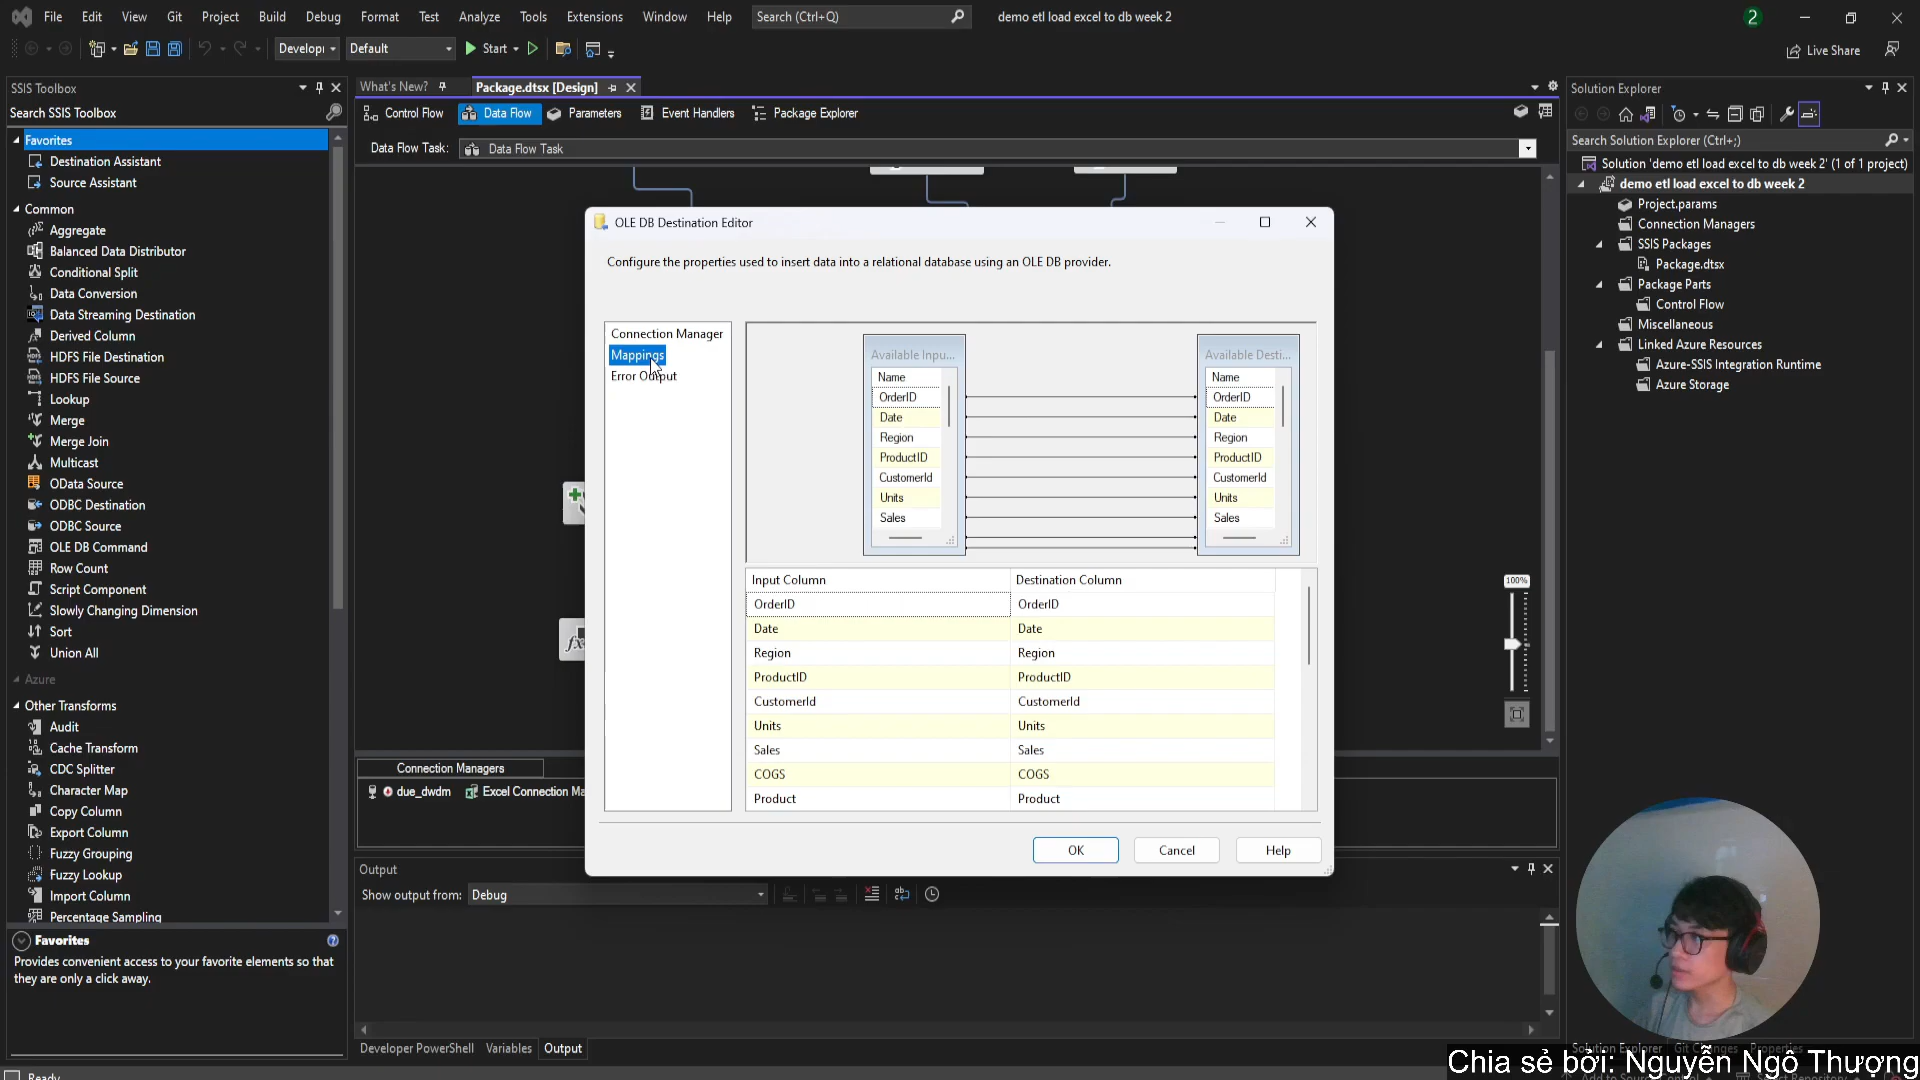 File Edit View Git Project Build Debug Format Test Analyze Tools Extensions Window Help Search (Ctrl+Q) demo etl load excel to db week 2 2
Developı Default Start Live Share
SSIS Toolbox
Search SSIS Toolbox
Favorites
Destination Assistant
Source Assistant
Common
Aggregate
Balanced Data Distributor
Conditional Split
Data Conversion
Data Streaming Destination
Derived Column
HDFS File Destination
HDFS File Source
Lookup
Merge
Merge Join
Multicast
OData Source
ODBC Destination
ODBC Source
OLE DB Command
Row Count
Script Component
Slowly Changing Dimension
Sort
Union All
Azure
Other Transforms
Audit
Cache Transform
CDC Splitter
Character Map
Copy Column
Export Column
Fuzzy Grouping
Fuzzy Lookup
Import Column
Percentage Sampling
Favorites
Provides convenient access to your favorite elements so that
they are only a click away.
Ready
What's New? Package.dtsx [Design]
Control Flow Data Flow Parameters Event Handlers Package Explorer
Data Flow Task: Data Flow Task
OLE DB Destination Editor
Configure the properties used to insert data into a relational database using an OLE DB provider.
Connection Manager
Mappings
Error Output
Available Inpu... Available Desti...
Name Name
OrderID OrderID
Date Date
Region Region
ProductID ProductID
CustomerId CustomerId
Units Units
Sales Sales
Input Column Destination Column
OrderID OrderID
Date Date
Region Region
ProductID ProductID
CustomerId CustomerId
Units Units
Sales Sales
COGS COGS
Product Product
OK Cancel Help
100%
Connection Managers
due_dwdm Excel Connection Ma
Output
Show output from: Debug
Developer PowerShell Variables Output
Solution Explorer
Search Solution Explorer (Ctrl+;)
Solution 'demo etl load excel to db week 2' (1 of 1 project)
demo etl load excel to db week 2
Project.params
Connection Managers
SSIS Packages
Package.dtsx
Package Parts
Control Flow
Miscellaneous
Linked Azure Resources
Azure-SSIS Integration Runtime
Azure Storage
Solution Explorer Git Changes Properties
Chia sẻ bởi: Nguyễn Ngô Thượng